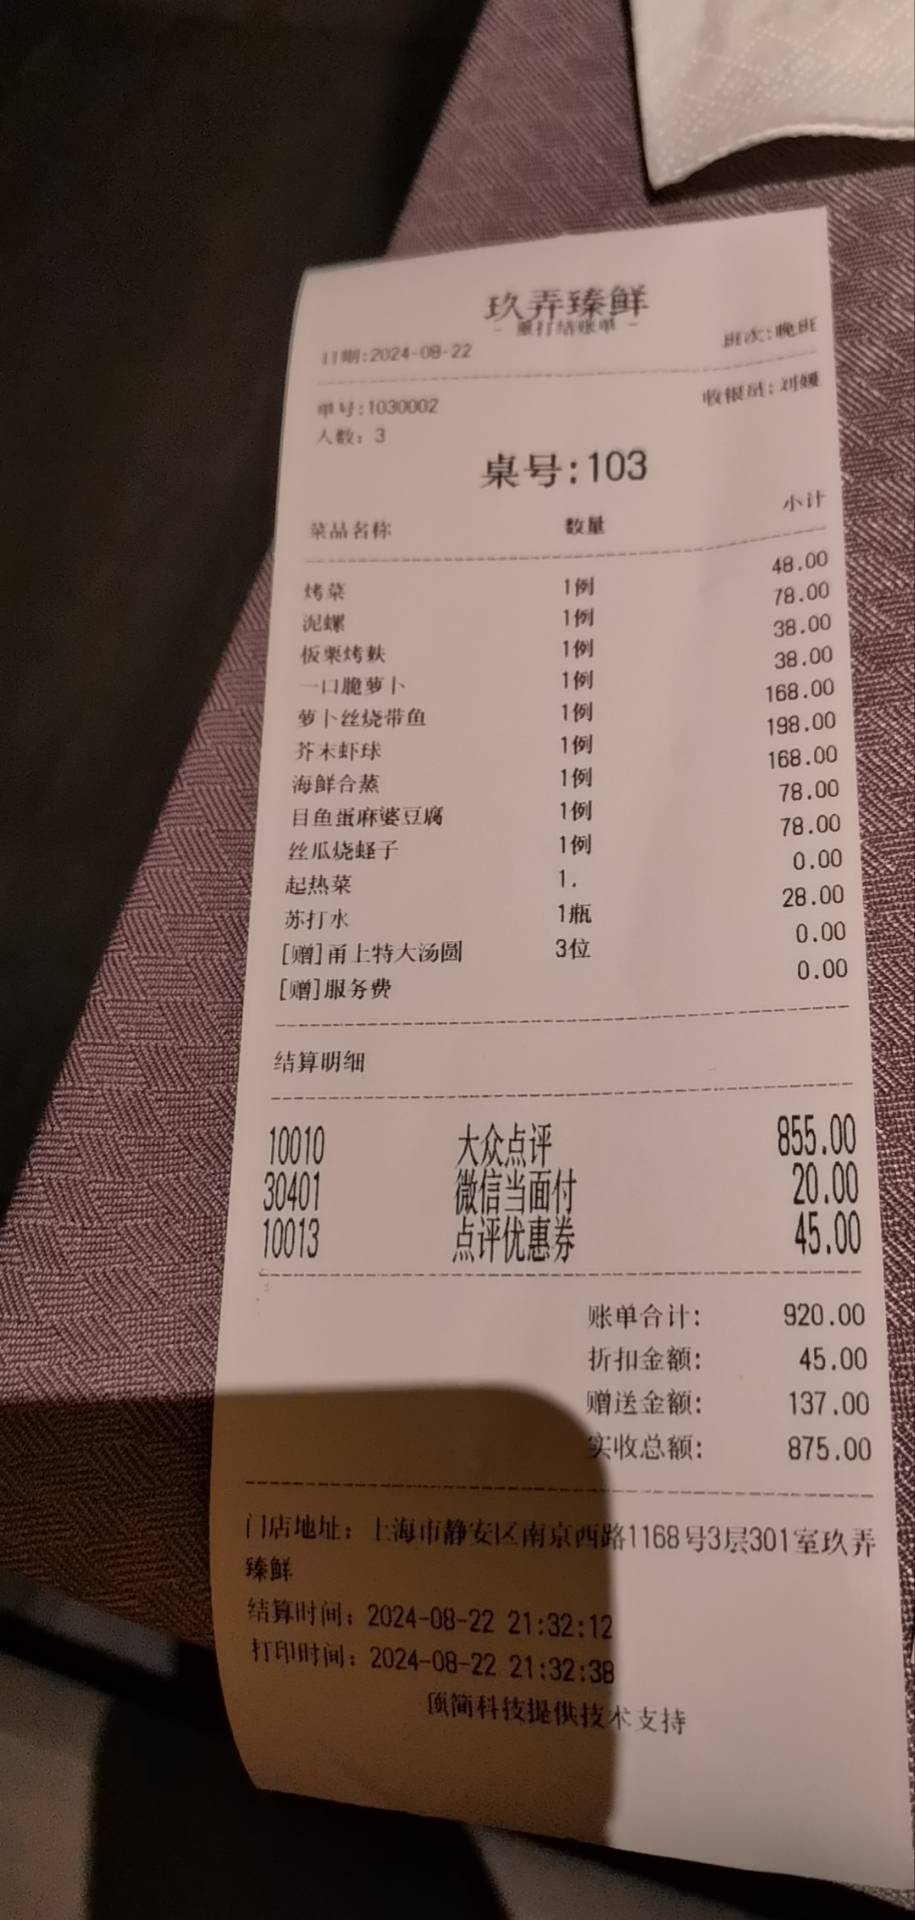 玖弄臻鲜
- 重打结账单 -
日期:2024-08-22 班次:晚班
单号:1030002 收银员:刘媛
人数: 3
桌号:103
菜品名称 数量 小计
烤菜 1例 48.00
泥螺 1例 78.00
板栗烤麸 1例 38.00
一口脆萝卜 1例 38.00
萝卜丝烧带鱼 1例 168.00
芥末虾球 1例 198.00
海鲜合蒸 1例 168.00
目鱼蛋麻婆豆腐 1例 78.00
丝瓜烧蛏子 1例 78.00
起热菜 1. 0.00
苏打水 1瓶 28.00
[赠]甬上特大汤圆 3位 0.00
[赠]服务费 0.00
结算明细
10010 大众点评 855.00
30401 微信当面付 20.00
10013 点评优惠券 45.00
账单合计: 920.00
折扣金额: 45.00
赠送金额: 137.00
实收总额: 875.00
门店地址: 上海市静安区南京西路1168号3层301室玖弄
臻鲜
结算时间: 2024-08-22 21:32:12
打印时间: 2024-08-22 21:32:38
顶简科技提供技术支持